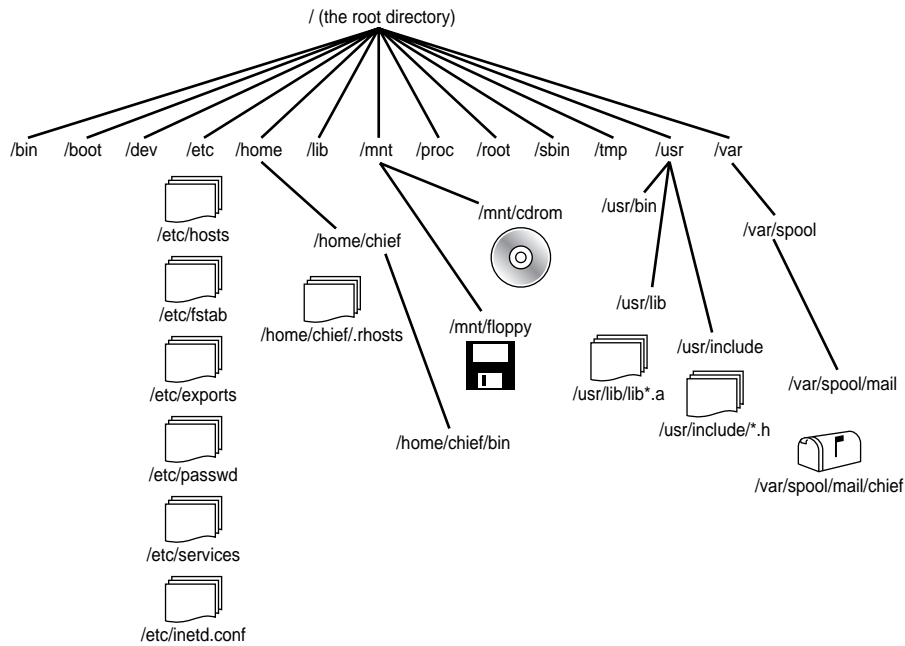 / (the root directory)
/bin /boot /dev /etc /home /lib /mnt /proc /root /sbin /tmp /usr /var
/etc/hosts
/etc/fstab
/etc/exports
/etc/passwd
/etc/services
/etc/inetd.conf
/home/chief
/home/chief/.rhosts
/home/chief/bin
/mnt/cdrom
/mnt/floppy
/usr/bin
/usr/lib
/usr/lib/lib*.a
/usr/include
/usr/include/*.h
/var/spool
/var/spool/mail
/var/spool/mail/chief